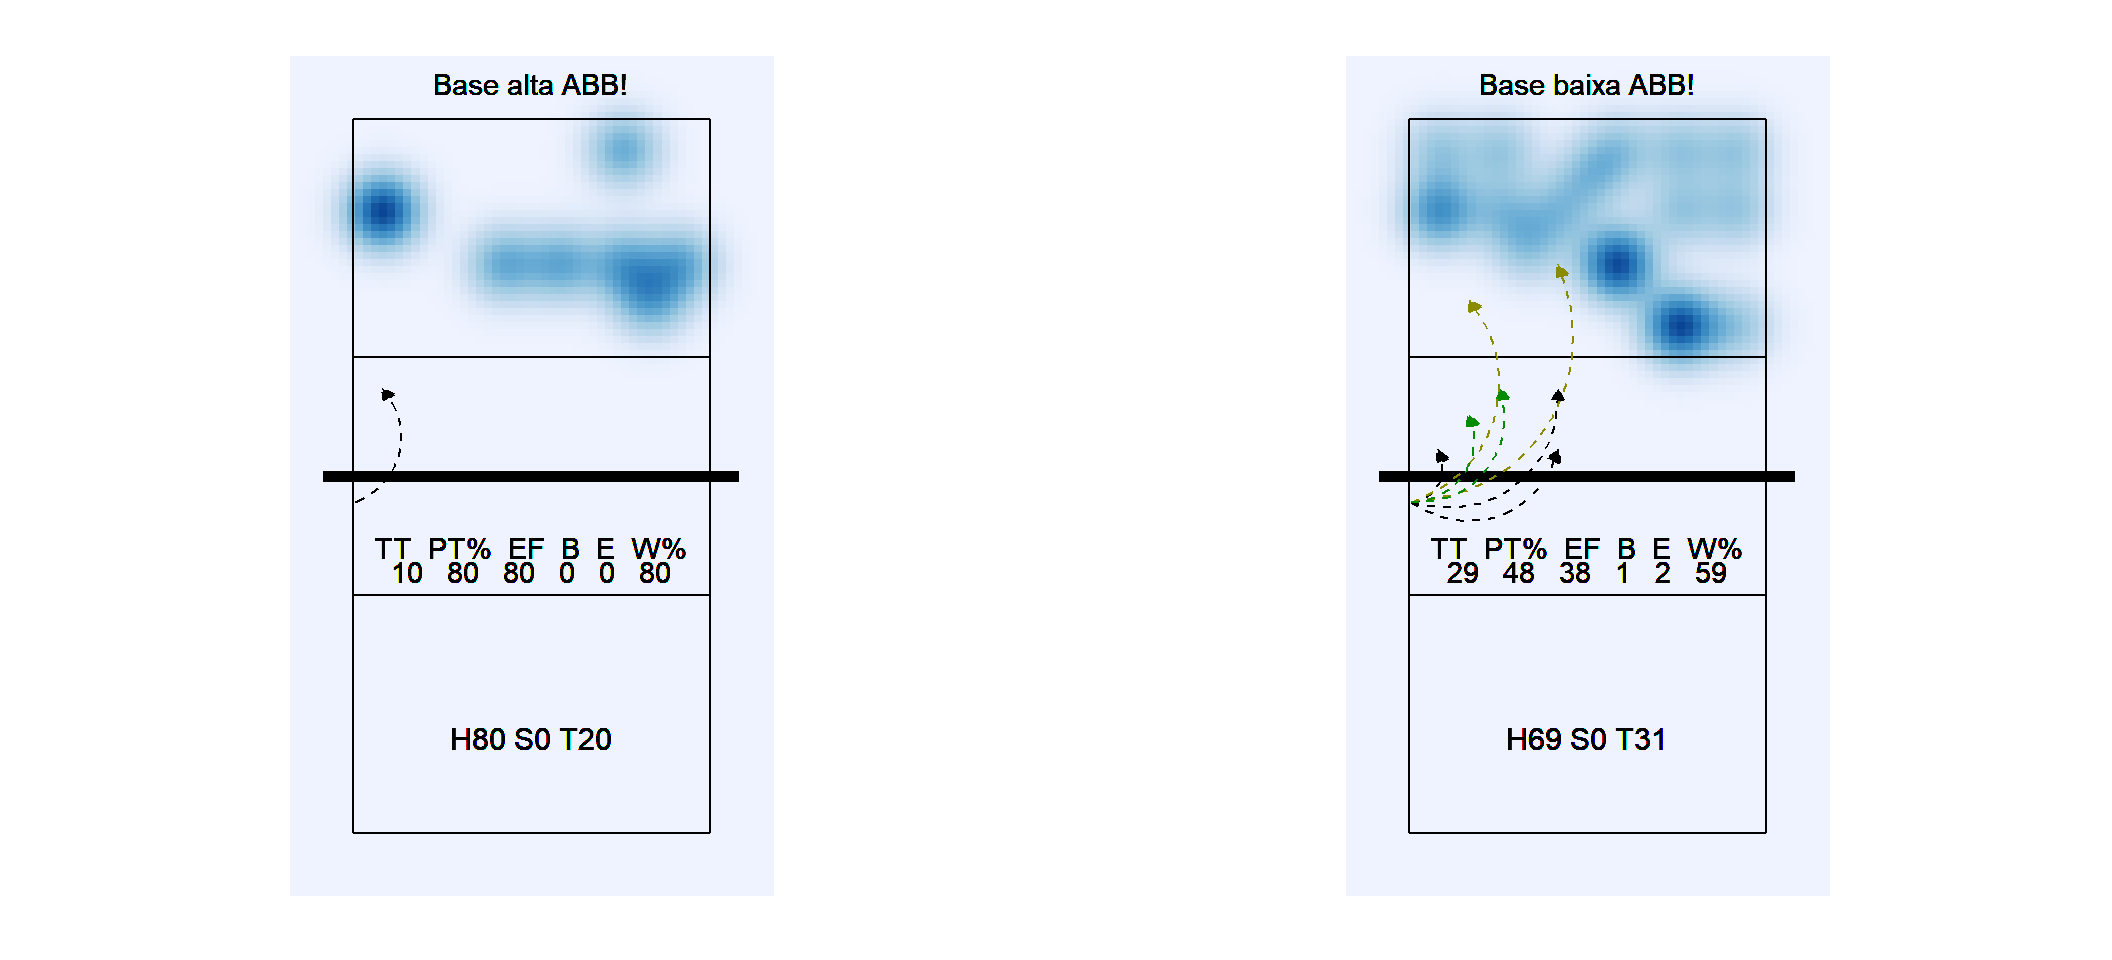 Base alta ABB!
TT PT% EF B E W%
10 80 80 0 0 80
H80 S0 T20
Base baixa ABB!
TT PT% EF B E W%
29 48 38 1 2 59
H69 S0 T31